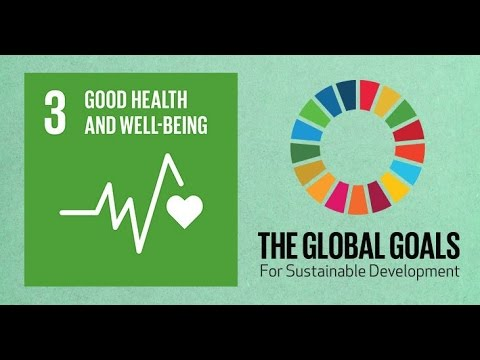 3
GOOD HEALTH
AND WELL-BEING
THE GLOBAL GOALS
For Sustainable Development